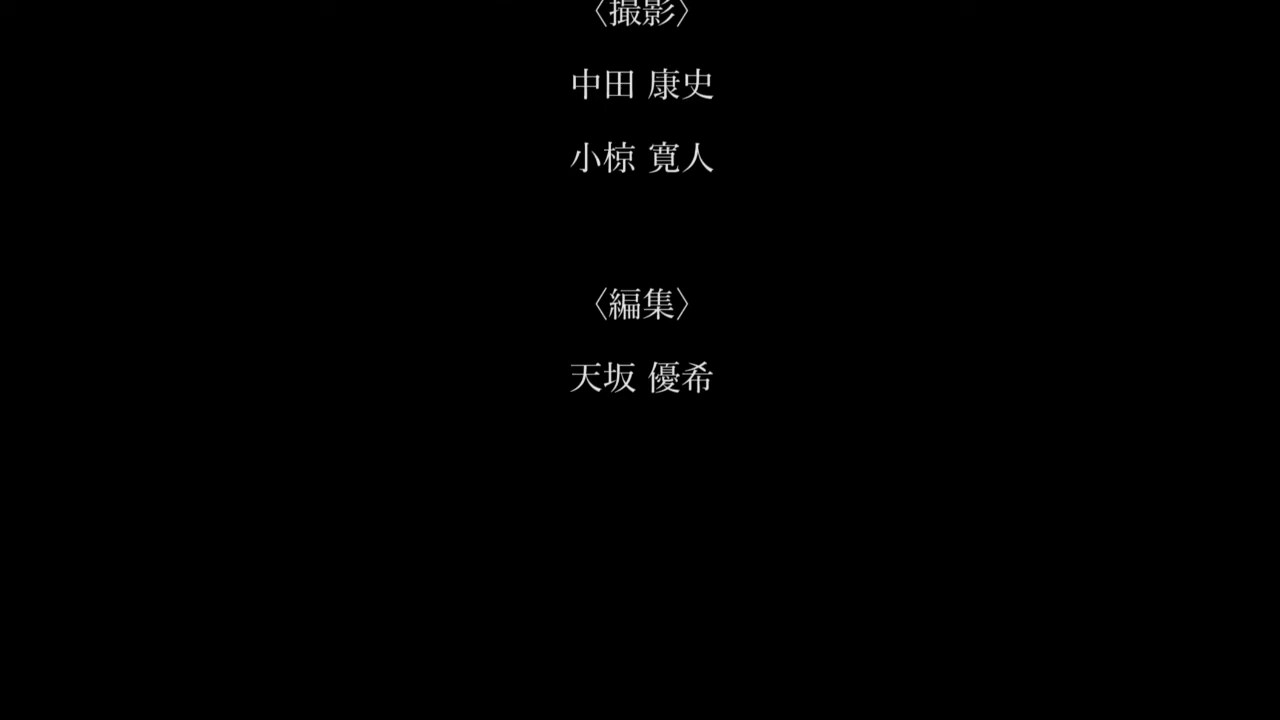 〈撮影〉
中田 康史
小椋 寛人
〈編集〉
天坂 優希